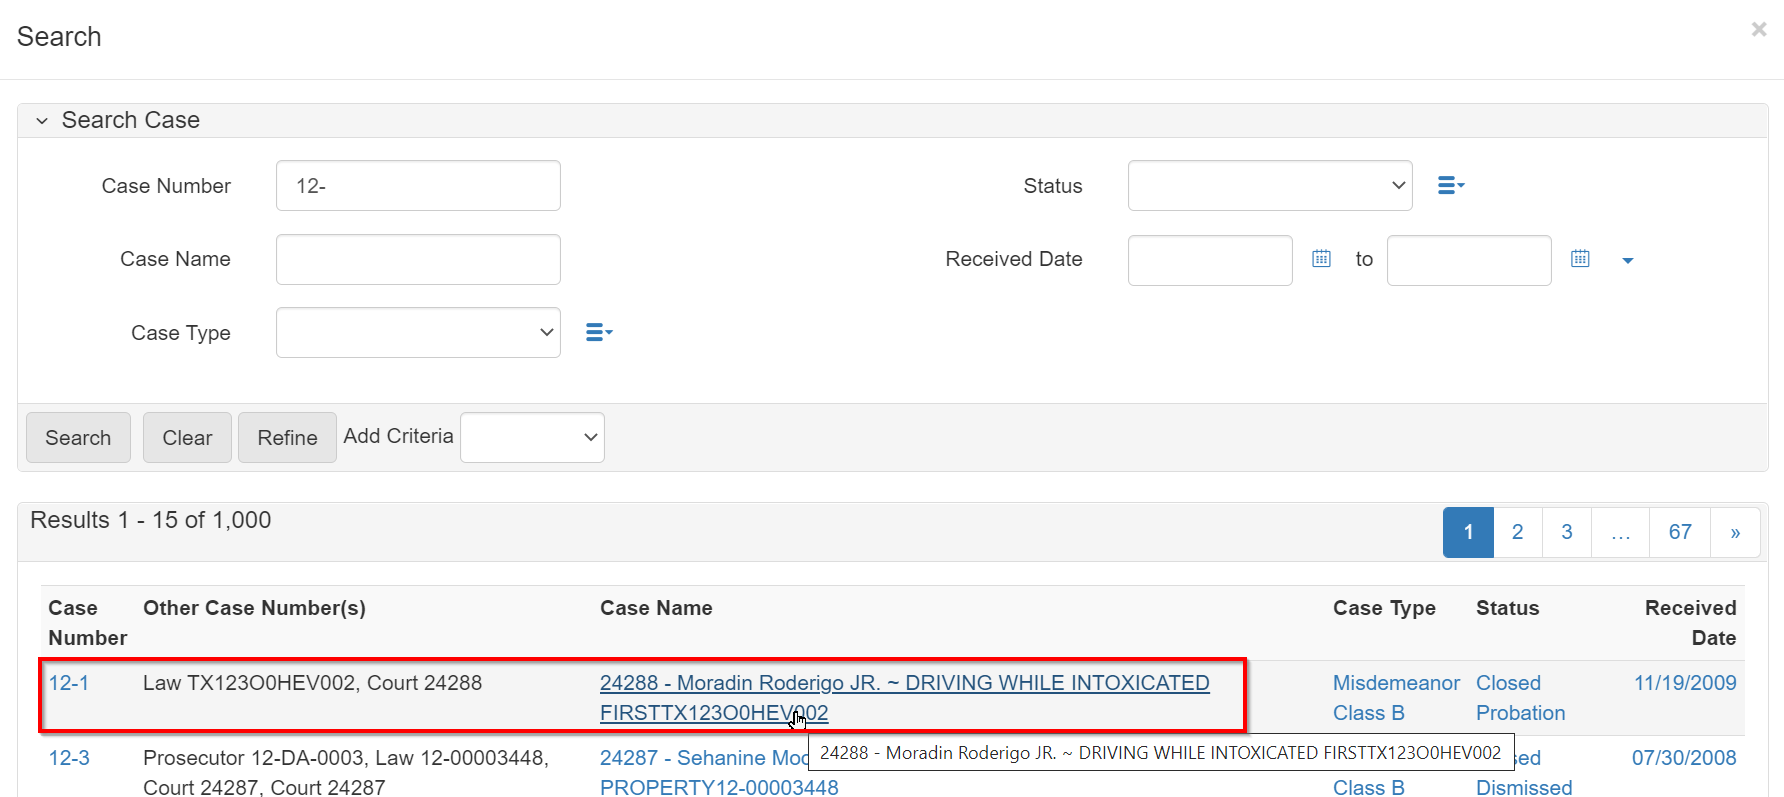 Search
×
Search Case
Case Number 12- Status
Case Name Received Date to
Case Type
Search Clear Refine Add Criteria
Results 1 - 15 of 1,000 1 2 3 … 67 »
Case Other Case Number(s) Case Name Case Type Status Received
Number Date
12-1 Law TX123O0HEV002, Court 24288 24288 - Moradin Roderigo JR. ~ DRIVING WHILE INTOXICATED Misdemeanor Closed 11/19/2009
FIRSTTX123O0HEV002 Class B Probation
24288 - Moradin Roderigo JR. ~ DRIVING WHILE INTOXICATED FIRSTTX123O0HEV002
12-3 Prosecutor 12-DA-0003, Law 12-00003448, 24287 - Sehanine 07/30/2008
Court 24287, Court 24287 PROPERTY12-00003448 Class B Dismissed